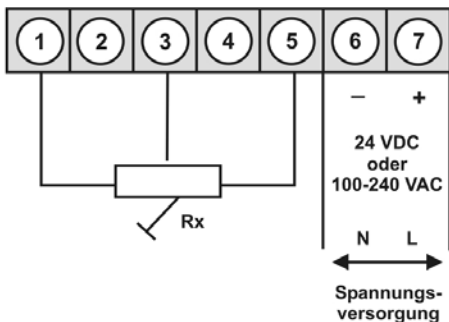 1 2 3 4 5 6 7
– +
24 VDC
oder
100-240 VAC
Rx
N L
Spannungs-
versorgung